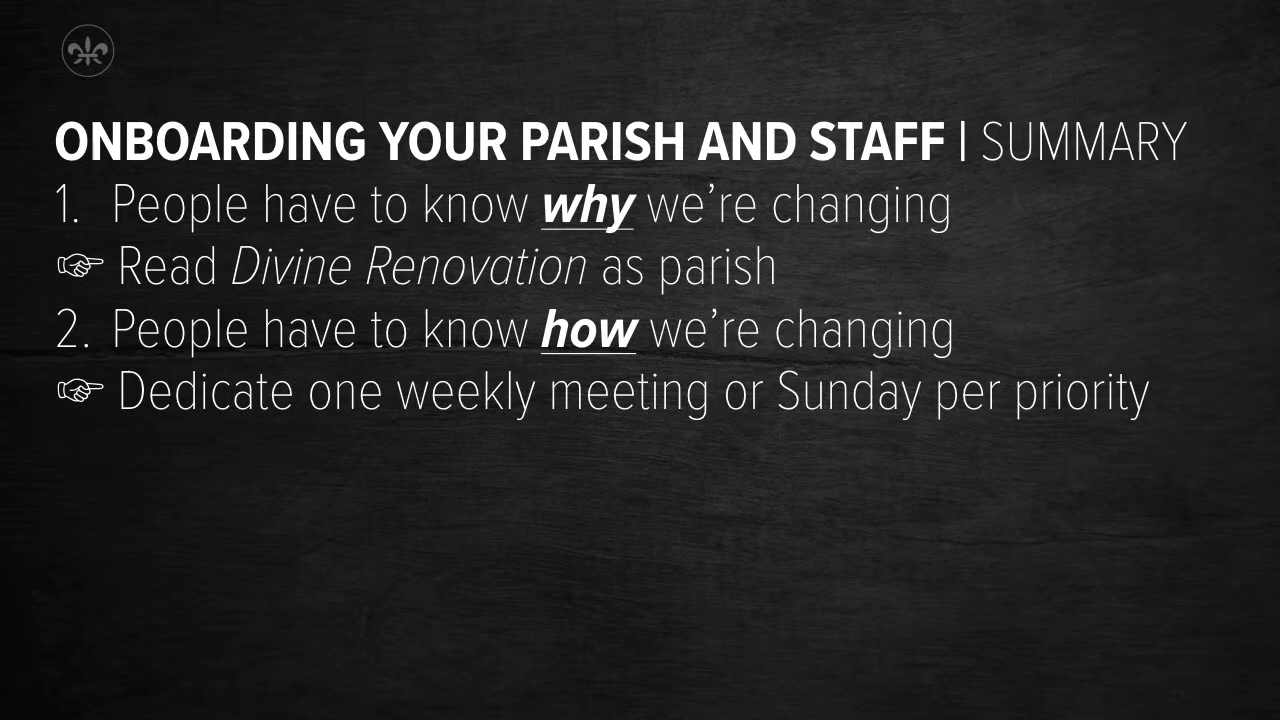 ONBOARDING YOUR PARISH AND STAFF | SUMMARY
1. People have to know why we’re changing
☞ Read Divine Renovation as parish
2. People have to know how we’re changing
☞ Dedicate one weekly meeting or Sunday per priority